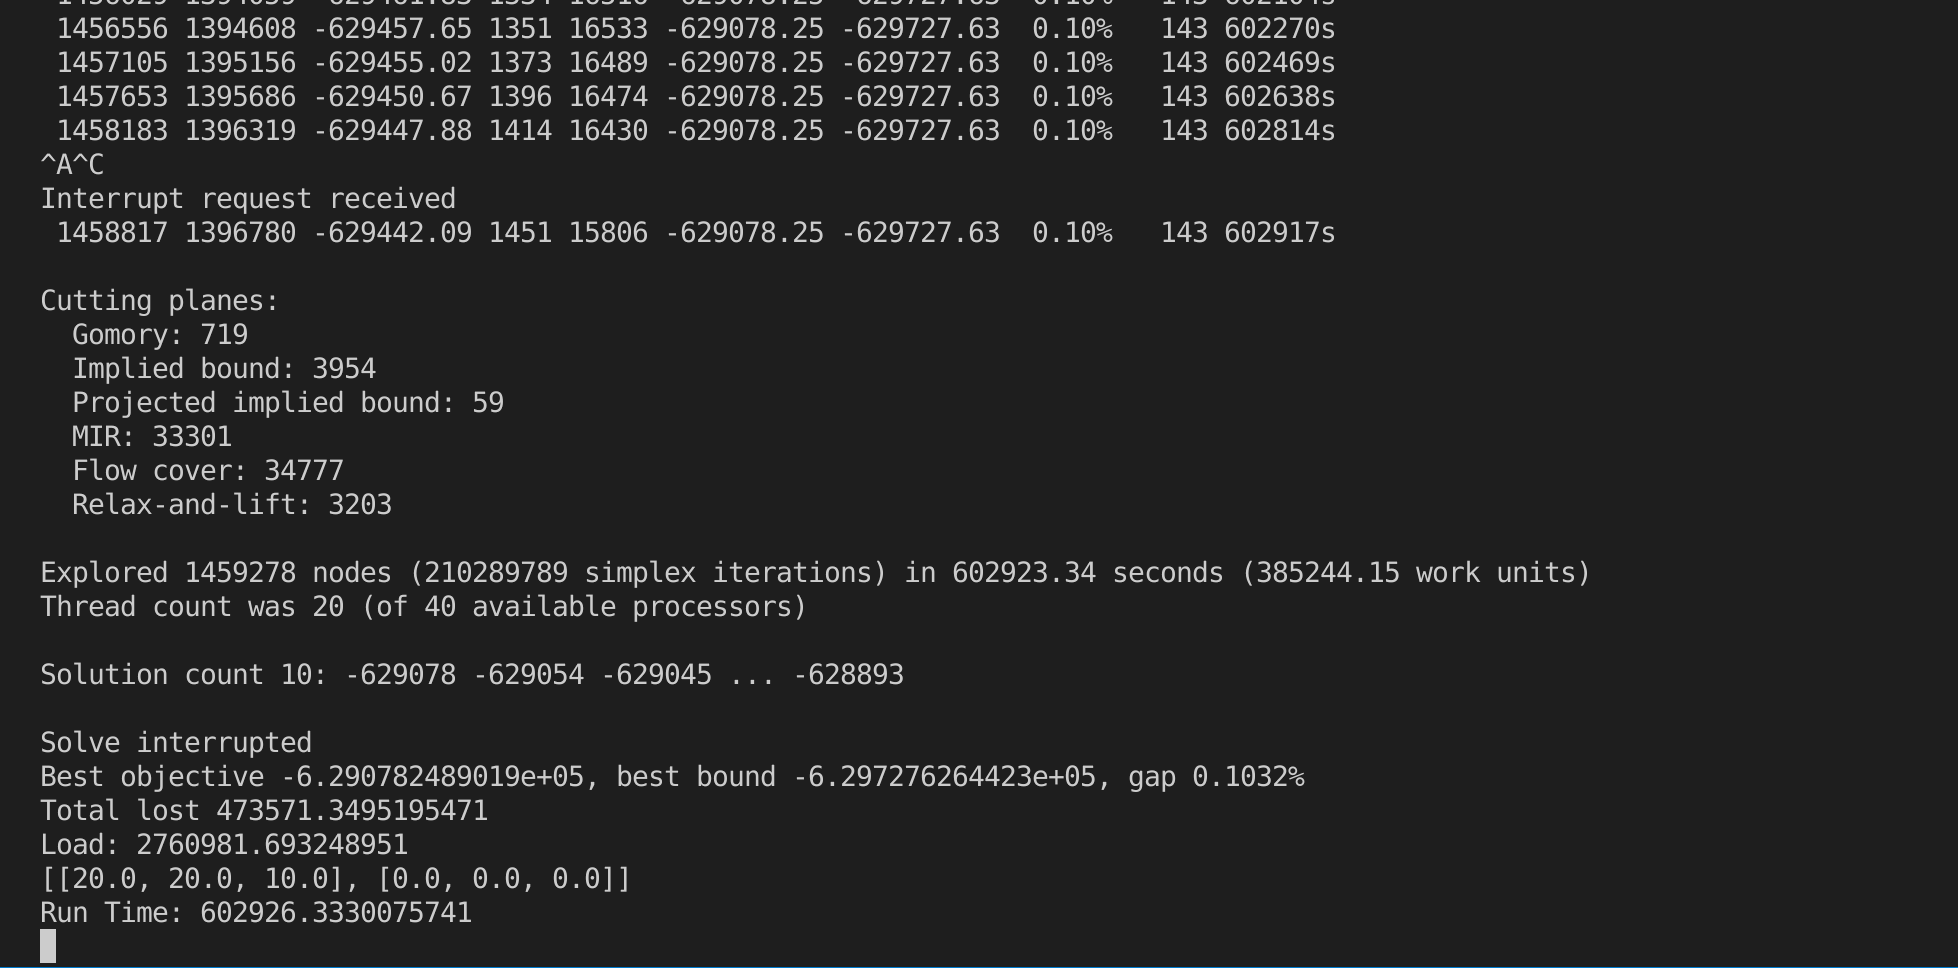 1456556 1394608 -629457.65 1351 16533 -629078.25 -629727.63  0.10%   143 602270s
1457105 1395156 -629455.02 1373 16489 -629078.25 -629727.63  0.10%   143 602469s
1457653 1395686 -629450.67 1396 16474 -629078.25 -629727.63  0.10%   143 602638s
1458183 1396319 -629447.88 1414 16430 -629078.25 -629727.63  0.10%   143 602814s
^A^C
Interrupt request received
1458817 1396780 -629442.09 1451 15806 -629078.25 -629727.63  0.10%   143 602917s
Cutting planes:
Gomory: 719
Implied bound: 3954
Projected implied bound: 59
MIR: 33301
Flow cover: 34777
Relax-and-lift: 3203
Explored 1459278 nodes (210289789 simplex iterations) in 602923.34 seconds (385244.15 work units)
Thread count was 20 (of 40 available processors)
Solution count 10: -629078 -629054 -629045 ... -628893
Solve interrupted
Best objective -6.290782489019e+05, best bound -6.297276264423e+05, gap 0.1032%
Total lost 473571.3495195471
Load: 2760981.693248951
[[20.0, 20.0, 10.0], [0.0, 0.0, 0.0]]
Run Time: 602926.3330075741